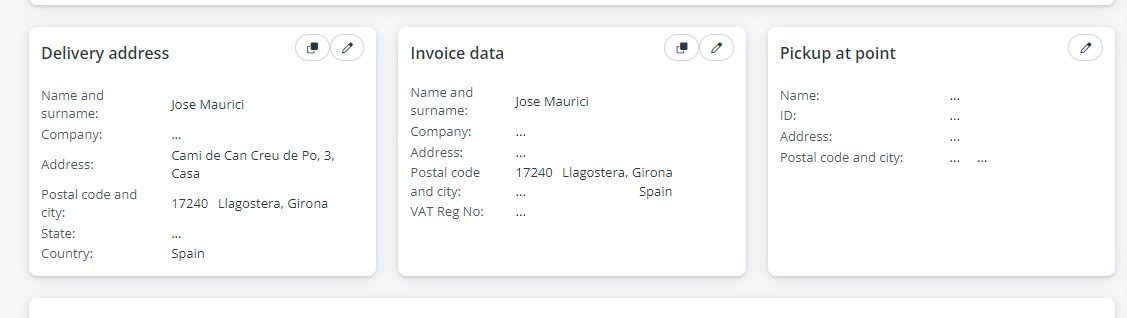 Delivery address
Name and
surname:
Jose Maurici
Company:
...
Address:
Cami de Can Creu de Po, 3,
Casa
Postal code and
city:
17240 Llagostera, Girona
State:
...
Country:
Spain
Invoice data
Name and
surname:
Jose Maurici
Company:
...
Address:
...
Postal code
and city:
17240 Llagostera, Girona
... Spain
VAT Reg No:
...
Pickup at point
Name:
...
ID:
...
Address:
...
Postal code and city:
... ...